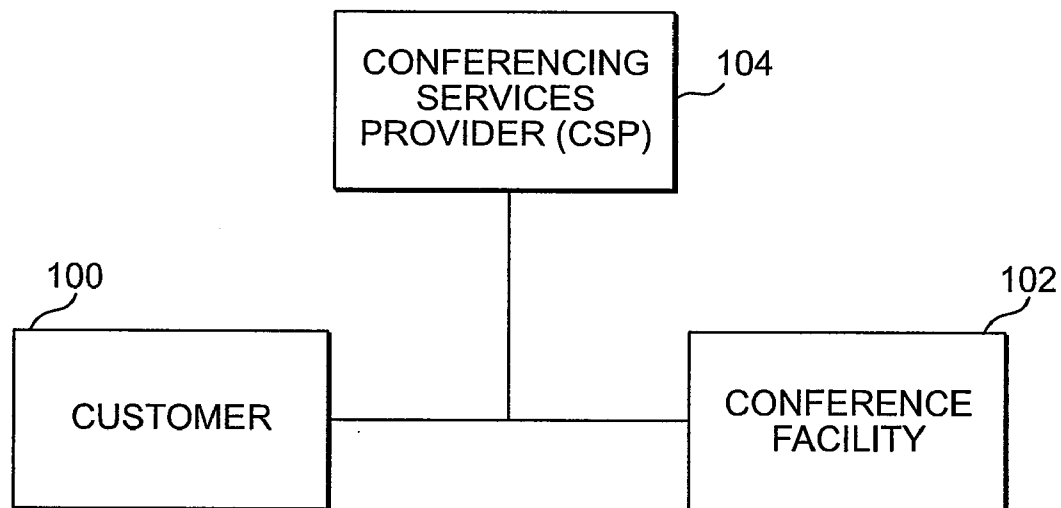 CONFERENCING
SERVICES
PROVIDER (CSP)
104
100
CUSTOMER
102
CONFERENCE
FACILITY